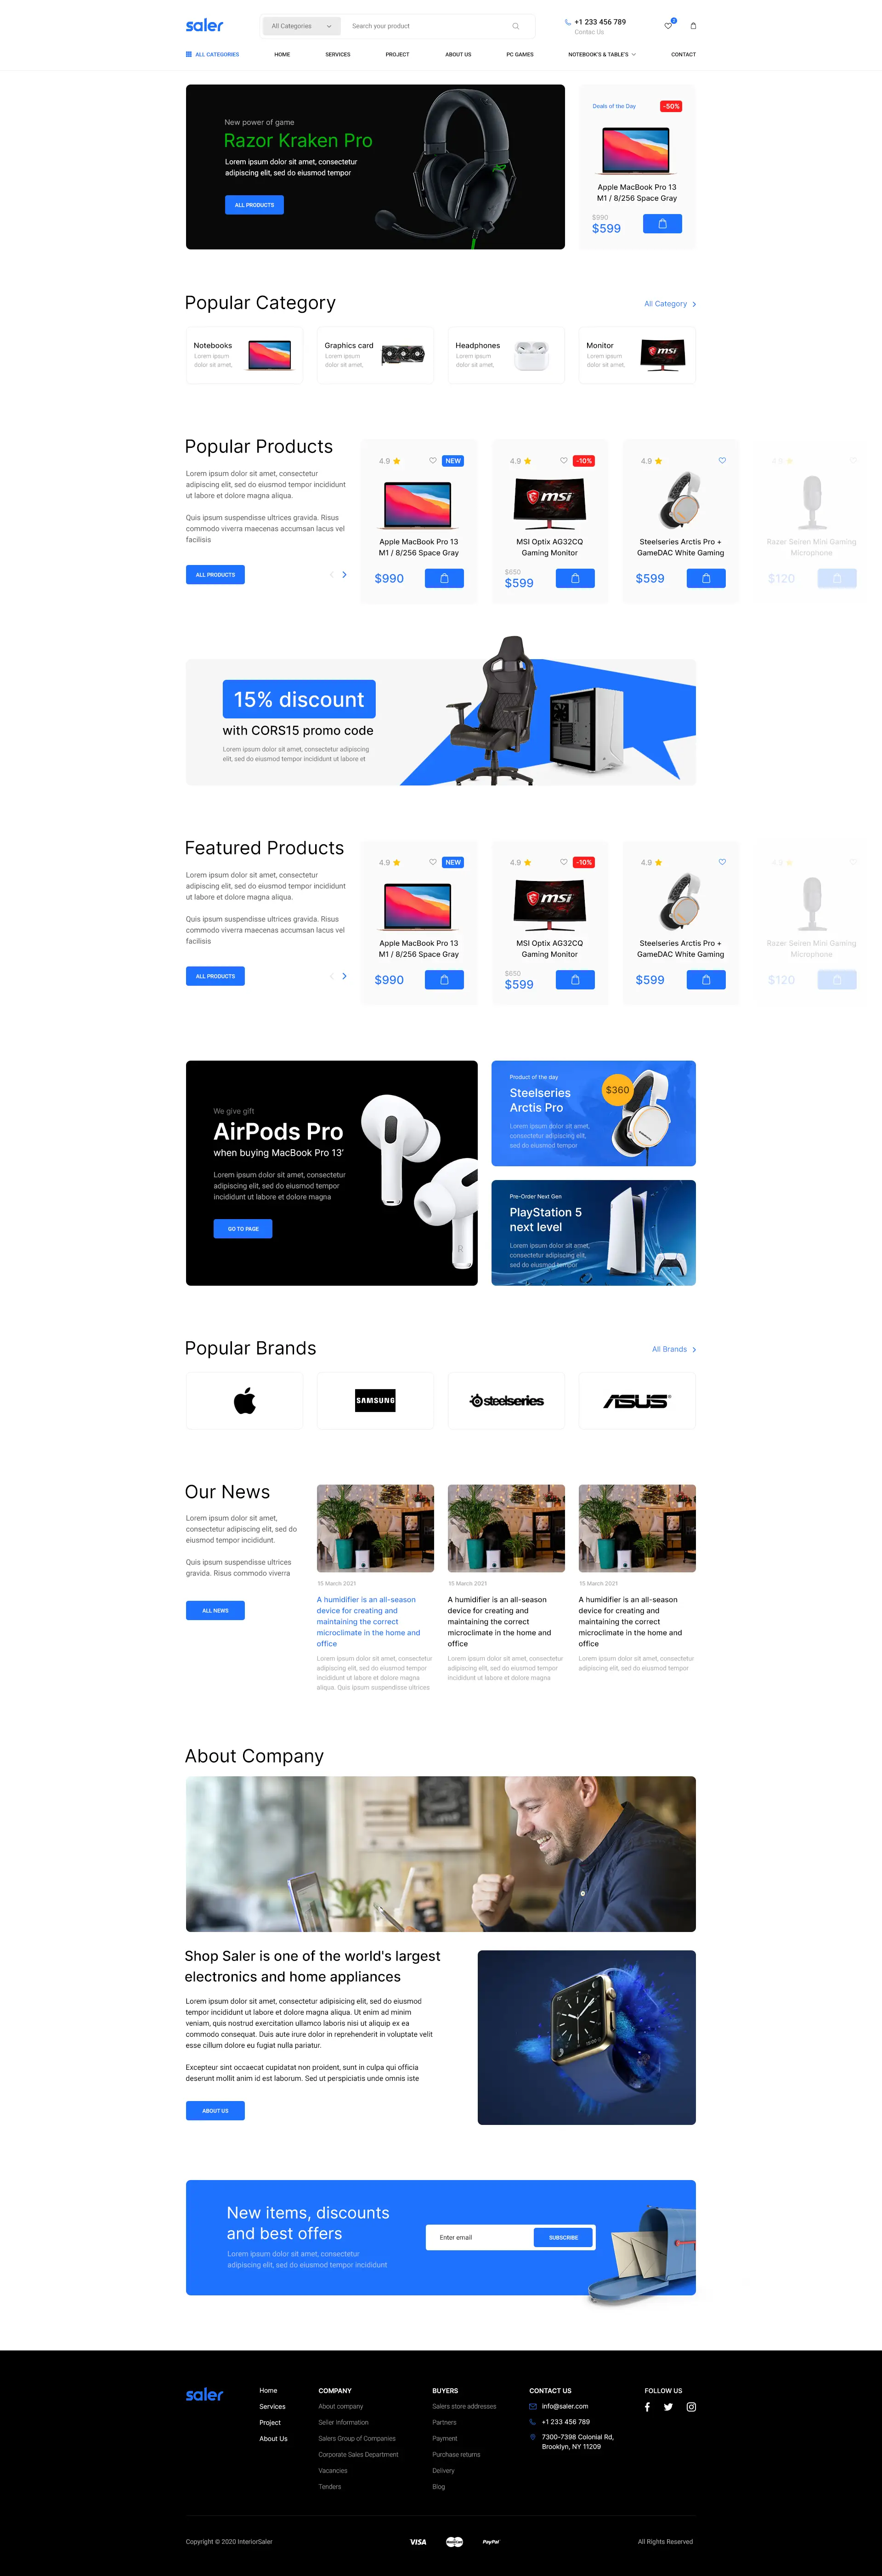 saler
All Categories
Search your product
+1 233 456 789
Contac Us
2
ALL CATEGORIES
HOME
SERVICES
PROJECT
ABOUT US
PC GAMES
NOTEBOOK'S & TABLE'S
CONTACT
New power of game
Razor Kraken Pro
Lorem ipsum dolor sit amet, consectetur
adipiscing elit, sed do eiusmod tempor
ALL PRODUCTS
Deals of the Day
-50%
Apple MacBook Pro 13
M1 / 8/256 Space Gray
$990
$599
Popular Category
All Category
Notebooks
Lorem ipsum
dolor sit amet,
Graphics card
Lorem ipsum
dolor sit amet,
Headphones
Lorem ipsum
dolor sit amet,
Monitor
Lorem ipsum
dolor sit amet,
msi
Popular Products
Lorem ipsum dolor sit amet, consectetur
adipiscing elit, sed do eiusmod tempor incididunt
ut labore et dolore magna aliqua.
Quis ipsum suspendisse ultrices gravida. Risus
commodo viverra maecenas accumsan lacus vel
facilisis
ALL PRODUCTS
4.9
NEW
Apple MacBook Pro 13
M1 / 8/256 Space Gray
$990
4.9
-10%
msi
MSI Optix AG32CQ
Gaming Monitor
$650
$599
4.9
Steelseries Arctis Pro +
GameDAC White Gaming
$599
4.9
Razer Seiren Mini Gaming
Microphone
$120
15% discount
with CORS15 promo code
Lorem ipsum dolor sit amet, consectetur adipiscing
elit, sed do eiusmod tempor incididunt ut labore et
Featured Products
Lorem ipsum dolor sit amet, consectetur
adipiscing elit, sed do eiusmod tempor incididunt
ut labore et dolore magna aliqua.
Quis ipsum suspendisse ultrices gravida. Risus
commodo viverra maecenas accumsan lacus vel
facilisis
ALL PRODUCTS
4.9
NEW
Apple MacBook Pro 13
M1 / 8/256 Space Gray
$990
4.9
-10%
msi
MSI Optix AG32CQ
Gaming Monitor
$650
$599
4.9
Steelseries Arctis Pro +
GameDAC White Gaming
$599
4.9
Razer Seiren Mini Gaming
Microphone
$120
We give gift
AirPods Pro
when buying MacBook Pro 13'
Lorem ipsum dolor sit amet, consectetur
adipiscing elit, sed do eiusmod tempor
incididunt ut labore et dolore magna
GO TO PAGE
R
Product of the day
Steelseries
Arctis Pro
Lorem ipsum dolor sit amet,
consectetur adipiscing elit,
sed do eiusmod tempor
$360
Pre-Order Next Gen
PlayStation 5
next level
Lorem ipsum dolor sit amet,
consectetur adipiscing elit,
sed do eiusmod tempor
Popular Brands
All Brands
SAMSUNG
steelseries
ASUS
Our News
Lorem ipsum dolor sit amet,
consectetur adipiscing elit, sed do
eiusmod tempor incididunt.
Quis ipsum suspendisse ultrices
gravida. Risus commodo viverra
ALL NEWS
15 March 2021
A humidifier is an all-season
device for creating and
maintaining the correct
microclimate in the home and
office
Lorem ipsum dolor sit amet, consectetur
adipiscing elit, sed do eiusmod tempor
incididunt ut labore et dolore magna
aliqua. Quis ipsum suspendisse ultrices
15 March 2021
A humidifier is an all-season
device for creating and
maintaining the correct
microclimate in the home and
office
Lorem ipsum dolor sit amet, consectetur
adipiscing elit, sed do eiusmod tempor
incididunt ut labore et dolore magna
15 March 2021
A humidifier is an all-season
device for creating and
maintaining the correct
microclimate in the home and
office
Lorem ipsum dolor sit amet, consectetur
adipiscing elit, sed do eiusmod tempor
About Company
Shop Saler is one of the world's largest
electronics and home appliances
Lorem ipsum dolor sit amet, consectetur adipisicing elit, sed do eiusmod
tempor incididunt ut labore et dolore magna aliqua. Ut enim ad minim
veniam, quis nostrud exercitation ullamco laboris nisi ut aliquip ex ea
commodo consequat. Duis aute irure dolor in reprehenderit in voluptate velit
esse cillum dolore eu fugiat nulla pariatur.
Excepteur sint occaecat cupidatat non proident, sunt in culpa qui officia
deserunt mollit anim id est laborum. Sed ut perspiciatis unde omnis iste
ABOUT US
New items, discounts
and best offers
Lorem ipsum dolor sit amet, consectetur
adipiscing elit, sed do eiusmod tempor incididunt
Enter email
SUBSCRIBE
saler
Home
Services
Project
About Us
COMPANY
About company
Seller Information
Salers Group of Companies
Corporate Sales Department
Vacancies
Tenders
BUYERS
Salers store addresses
Partners
Payment
Purchase returns
Delivery
Blog
CONTACT US
info@saler.com
+1 233 456 789
7300-7398 Colonial Rd,
Brooklyn, NY 11209
FOLLOW US
Copyright © 2020 InteriorSaler
VISA
MasterCard
PayPal
All Rights Reserved